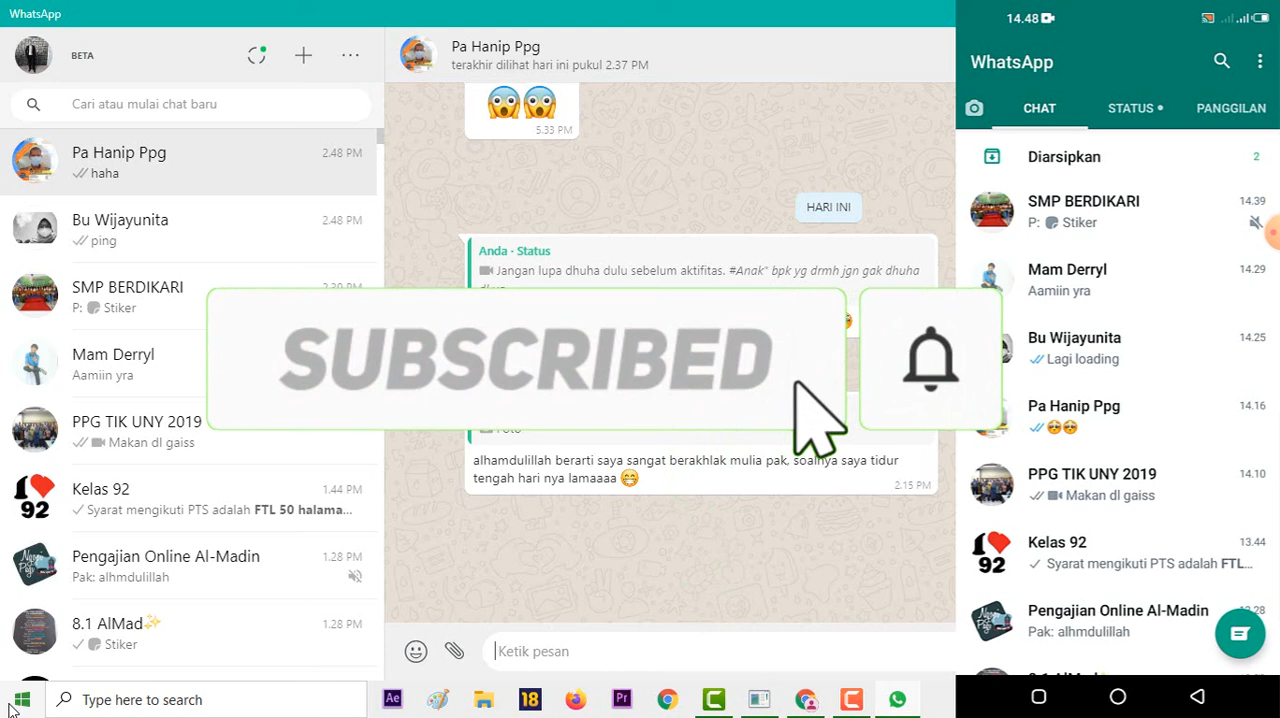 WhatsApp
BETA
Cari atau mulai chat baru
Pa Hanip Ppg
2.48 PM
haha
Bu Wijayunita
2.48 PM
ping
SMP BERDIKARI
P: Stiker
Mam Derryl
Aamiin yra
PPG TIK UNY 2019
Makan dl gaiss
Kelas 92
1.44 PM
Syarat mengikuti PTS adalah FTL 50 halama...
Pengajian Online Al-Madin
1.28 PM
Pak: alhmdulillah
8.1 AlMad✨
1.28 PM
Stiker
I ❤ 92
Pa Hanip Ppg
terakhir dilihat hari ini pukul 2.37 PM
😱😱
5.33 PM
HARI INI
Anda · Status
Jangan lupa dhuha dulu sebelum aktifitas. #Anak" bpk yg drmh jgn gak dhuha
SUBSCRIBED
alhamdulillah berarti saya sangat berakhlak mulia pak, soalnya saya tidur
tengah hari nya lamaaaa 😁
2.15 PM
Ketik pesan
Type here to search
Ae
18
Pr
14.48
WhatsApp
CHAT
STATUS
PANGGILAN
Diarsipkan
2
SMP BERDIKARI
14.39
P: Stiker
Mam Derryl
14.29
Aamiin yra
Bu Wijayunita
14.25
Lagi loading
Pa Hanip Ppg
14.16
😍😍
PPG TIK UNY 2019
14.10
Makan dl gaiss
Kelas 92
13.44
Syarat mengikuti PTS adalah FTL...
I ❤ 92
Pengajian Online Al-Madin
Pak: alhmdulillah